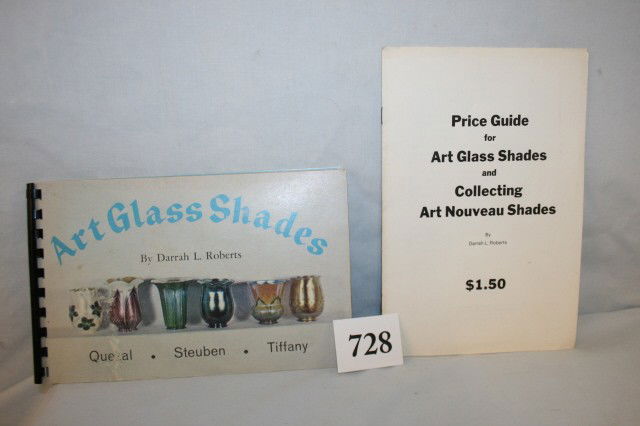 Art Glass Shades
By Darrah L. Roberts
Quezal • Steuben • Tiffany
728
Price Guide
for
Art Glass Shades
and
Collecting
Art Nouveau Shades
By
Darrah L. Roberts
$1.50